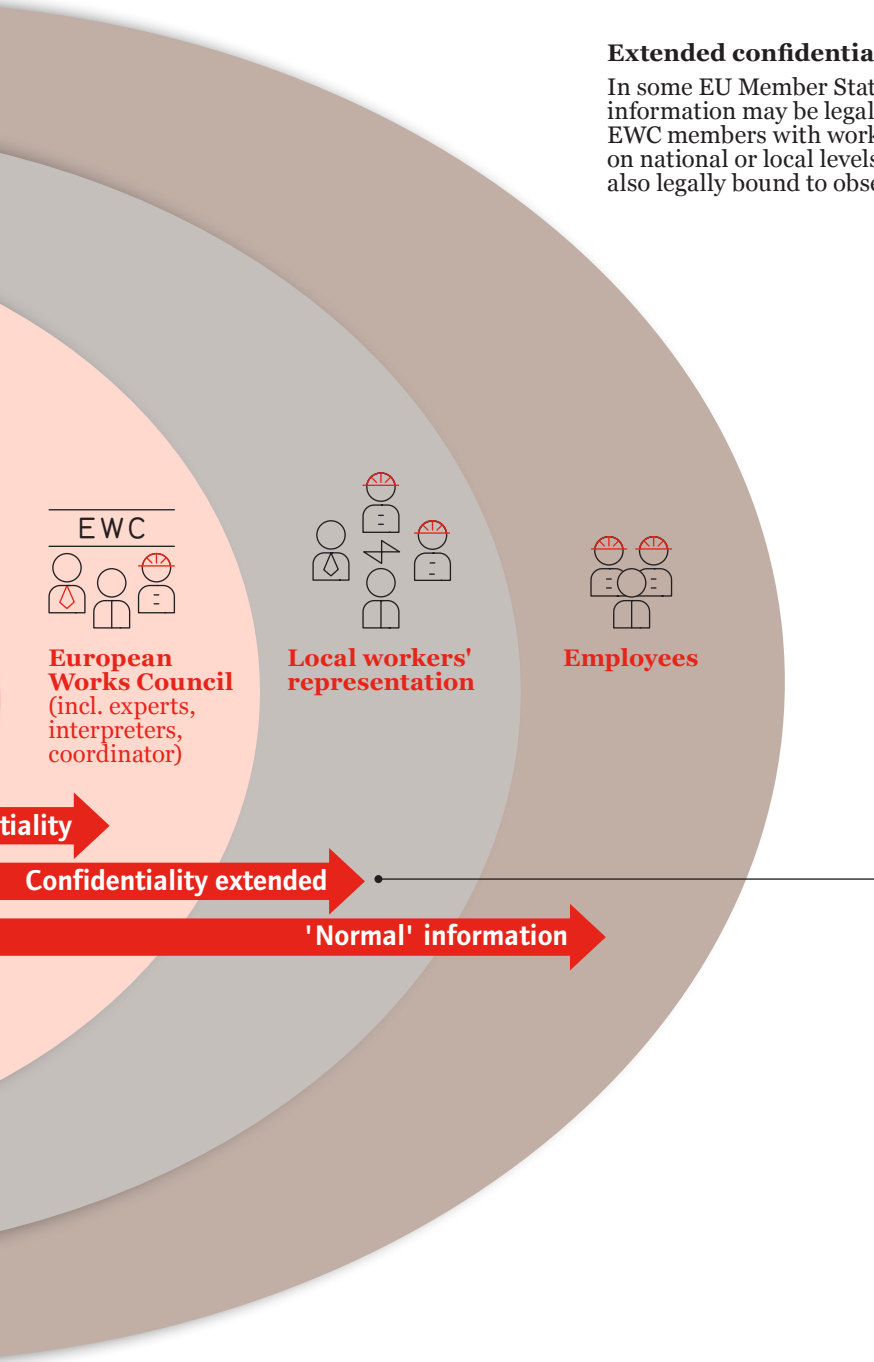 Extended confidentia
In some EU Member Stat
information may be legal
EWC members with work
on national or local levels
also legally bound to obse
EWC
European
Works Council
(incl. experts,
interpreters,
coordinator)
Local workers'
representation
Employees
tiality
Confidentiality extended
'Normal' information